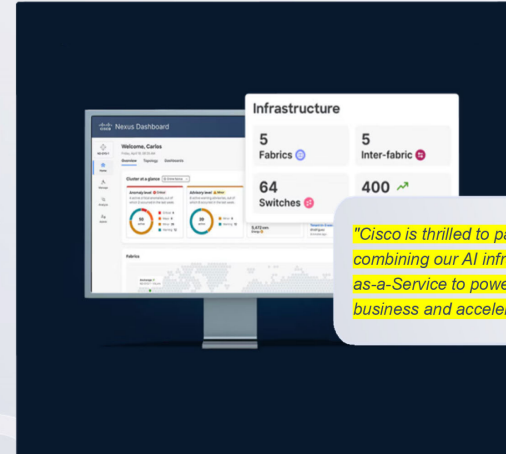 Infrastructure
5
Fabrics
5
Inter-fabric
64
Switches
400
Nexus Dashboard
Welcome, Carlos
Overview Topology Dashboards
Cluster at a glance
Anomaly level
Advisory level
Fabrics
"Cisco is thrilled to pa
combining our AI infr
as-a-Service to powe
business and acceler